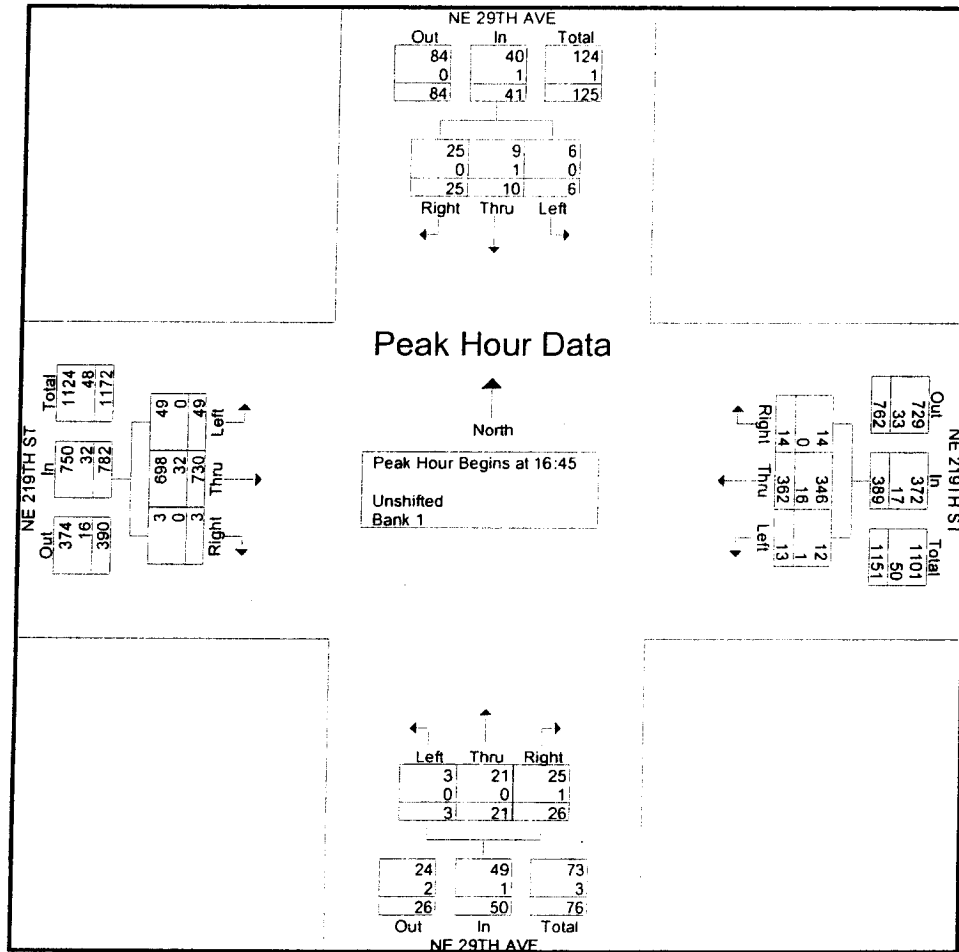 NE 29TH AVE
Out In Total
84 40 124
0 1 1
84 41 125
25 9 6
0 1 0
25 10 6
Right Thru Left
Peak Hour Data
North
Peak Hour Begins at 16:45
Unshifted
Bank 1
NE 219TH ST
Total
1124
48
1172
In
750
32
782
Out
374
16
390
49
0
49
Left
698
32
730
Thru
3
0
3
Right
Right
14
0
14
Thru
362
16
346
Left
13
1
12
Out
762
33
729
In
389
17
372
Total
1151
50
1101
NE 219TH ST
Left Thru Right
3 21 25
0 0 1
3 21 26
24 49 73
2 1 3
26 50 76
Out In Total
NE 29TH AVE